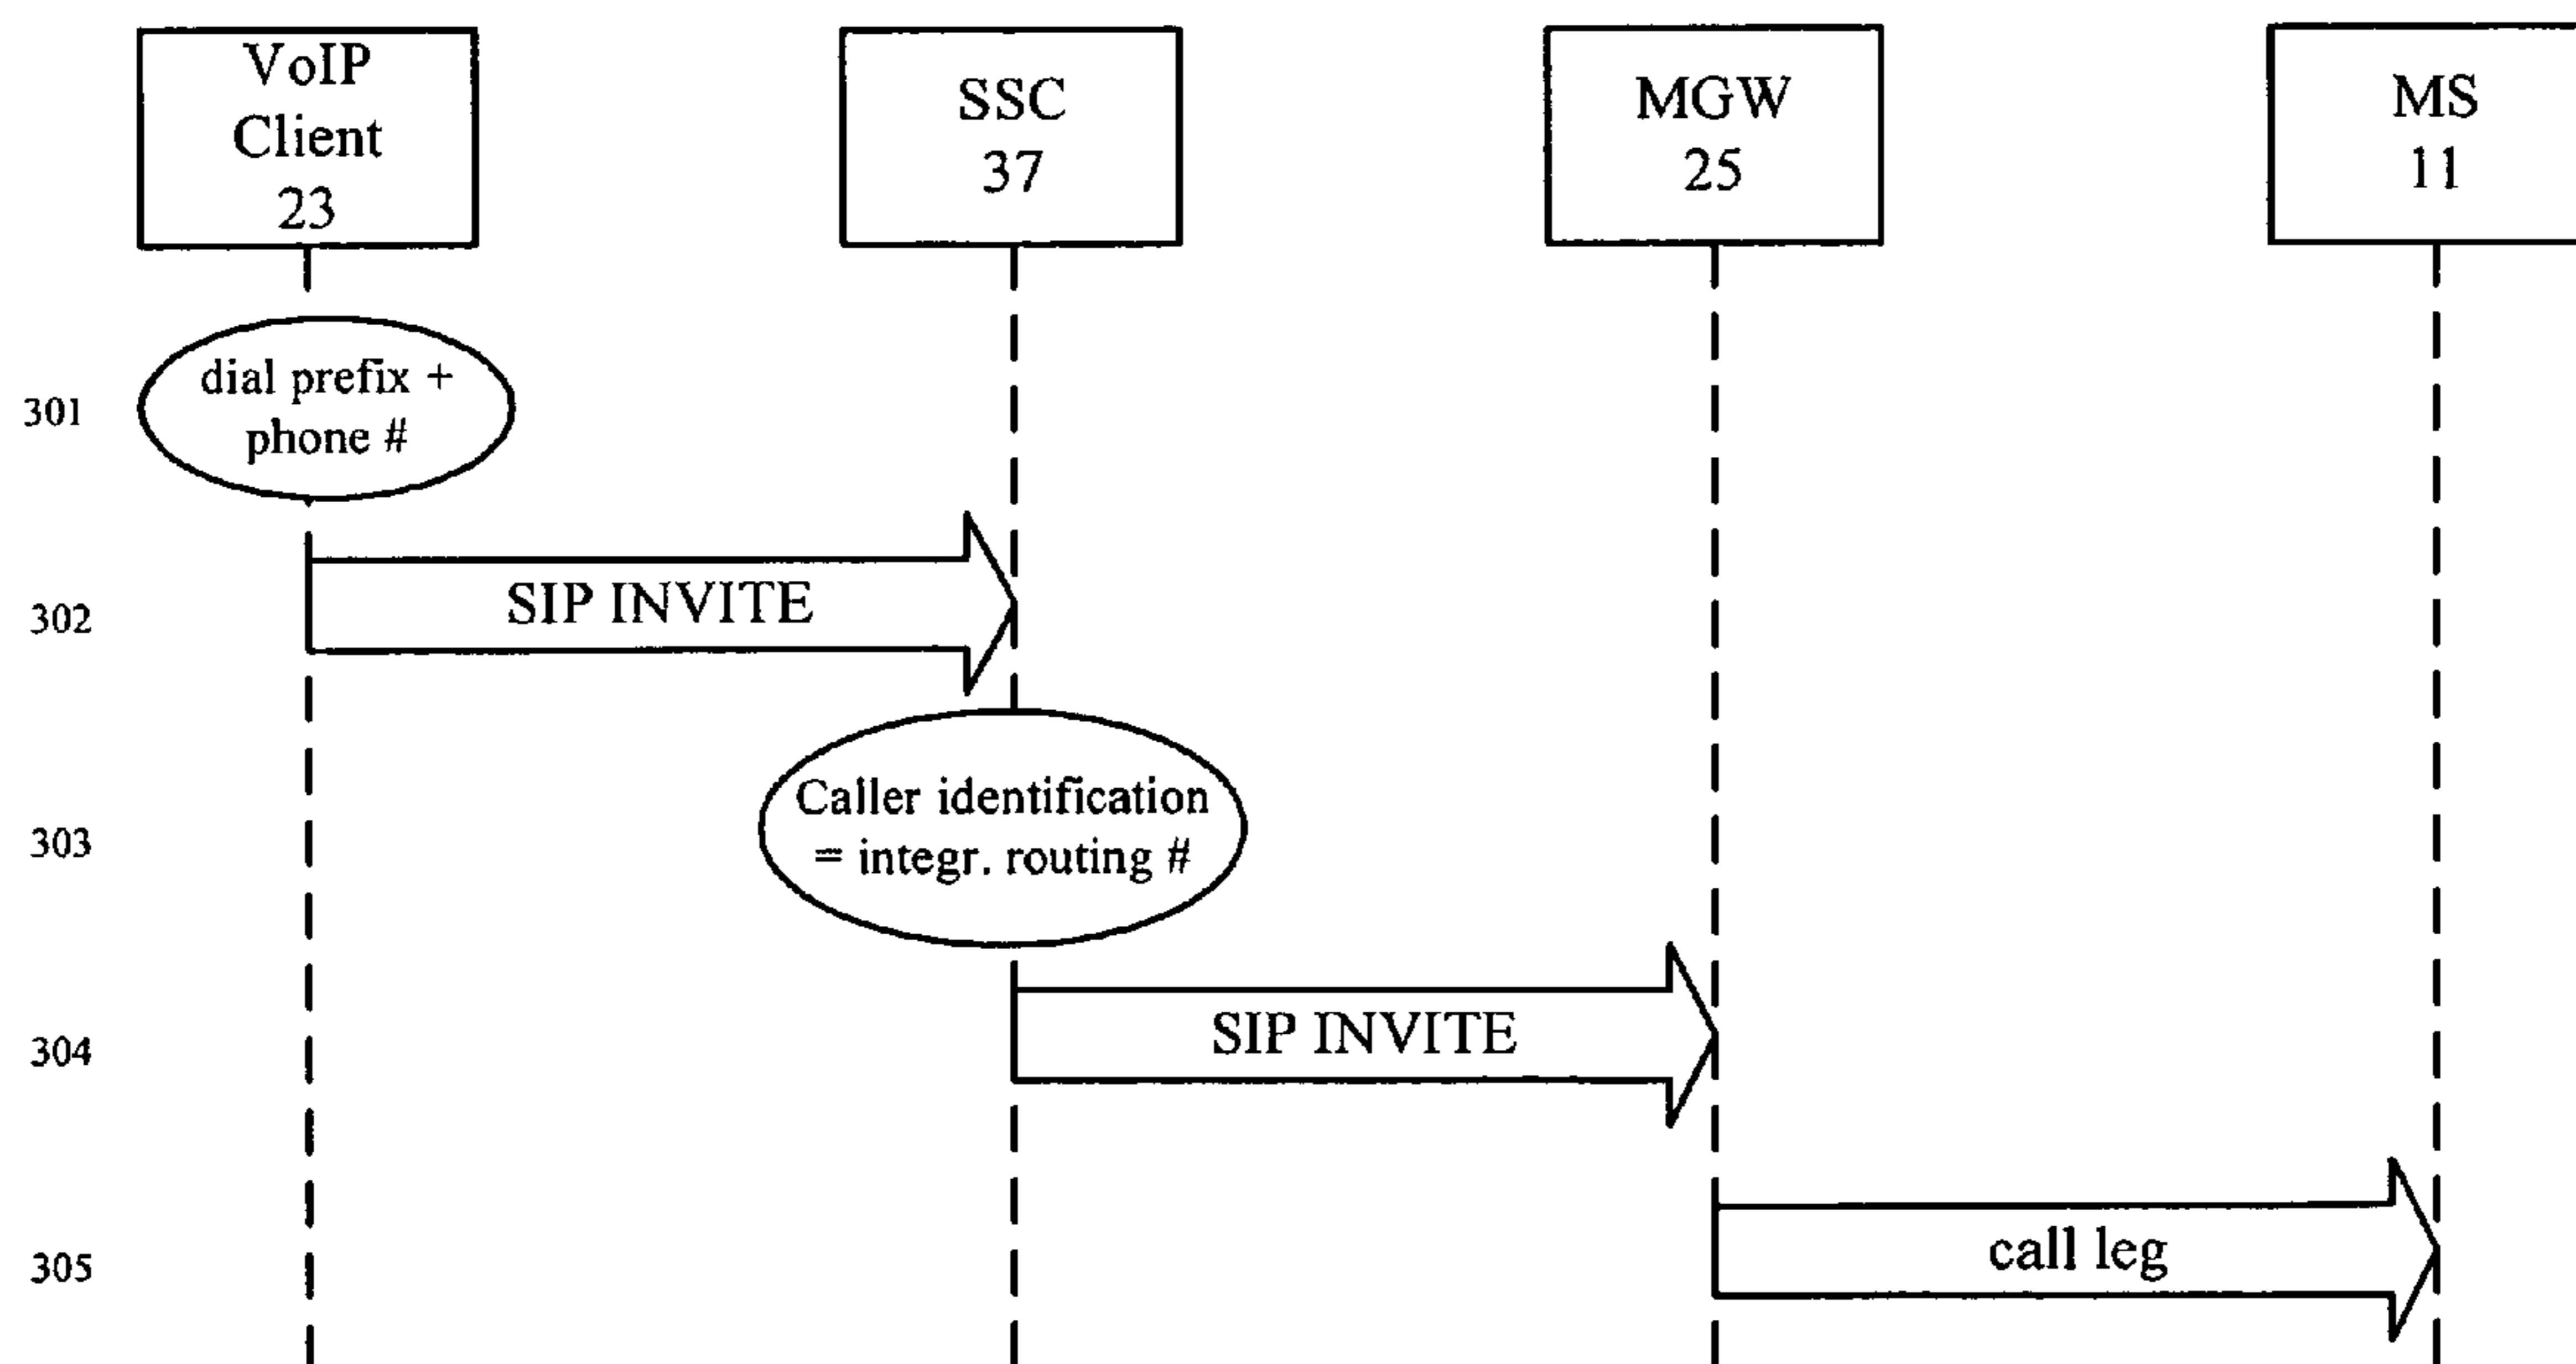 VoIP
Client
23
SSC
37
MGW
25
MS
11
301
dial prefix +
phone #
302
SIP INVITE
303
Caller identification
= integr. routing #
304
SIP INVITE
305
call leg